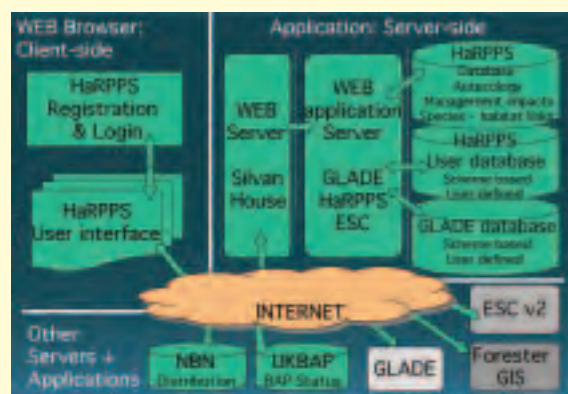 WEB Browser:
Client-side
HaRPPS
Registration
& Login
HaRPPS
User interface
Application: Server-side
WEB
Server
Silvan
House
WEB
application
Server
GLADE
HaRPPS
ESC
HaRPPS
Database
Autecology
Management impacts
Species - habitat links
HaRPPS
User database
Scheme based
User defined
GLADE database
Scheme based
User defined
INTERNET
Other
Servers +
Applications
NBN
Distribution
UKBAP
BAP Status
GLADE
ESC v2
Forester
GIS